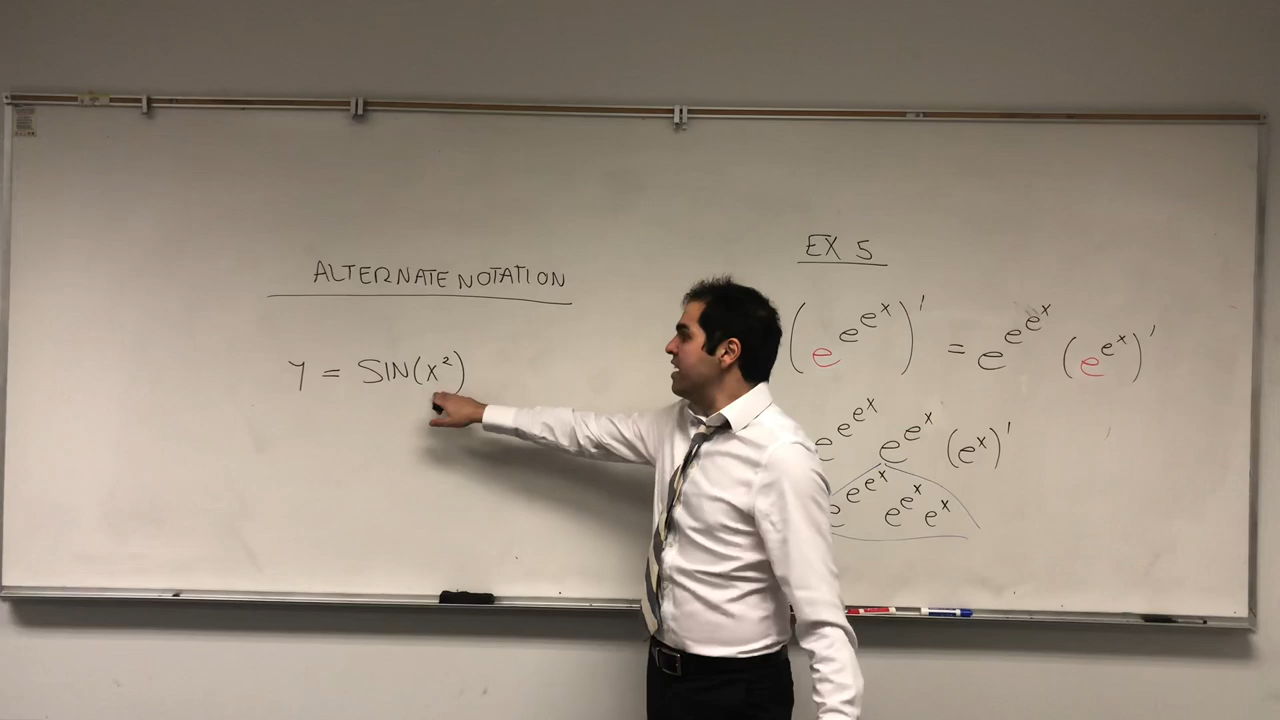 ALTERNATE NOTATION
Y = SIN(x²)
EX 5
(e^e^e^x)' = e^e^e^x (e^e^x)'
e^e^e^x e^e^x (e^x)'
e^e^e^x e^e^x e^x